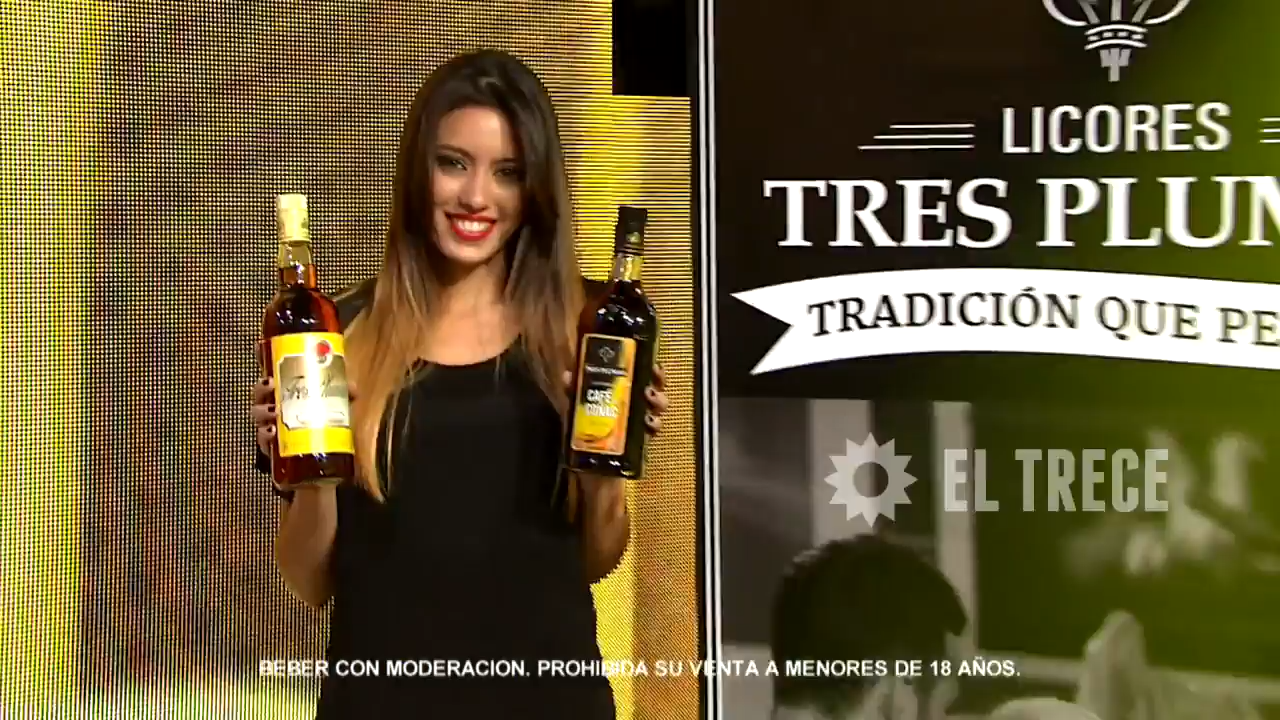 LICORES
TRES PLUM
TRADICIÓN QUE PE
CAFÉ
COÑAC
EL TRECE
BEBER CON MODERACION. PROHIBIDA SU VENTA A MENORES DE 18 AÑOS.